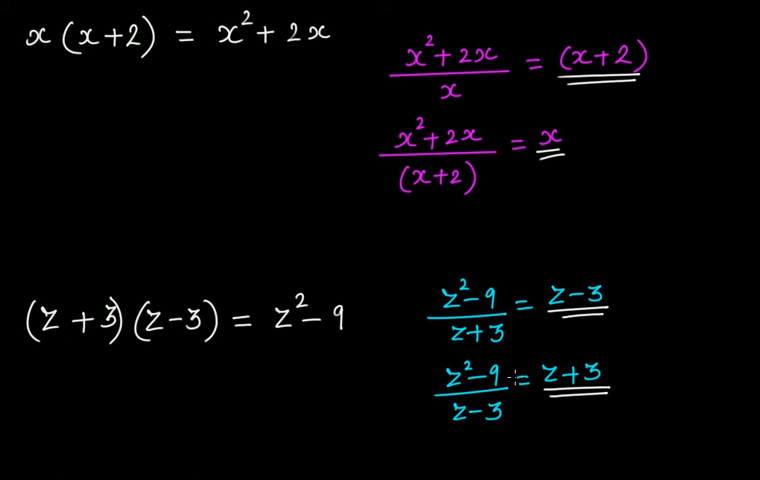 x(x+2) = x² + 2x
x² + 2x / x = (x+2)
x² + 2x / (x+2) = x
(z+3)(z-3) = z² - 9
z² - 9 / z+3 = z-3
z² - 9 / z-3 = z+3